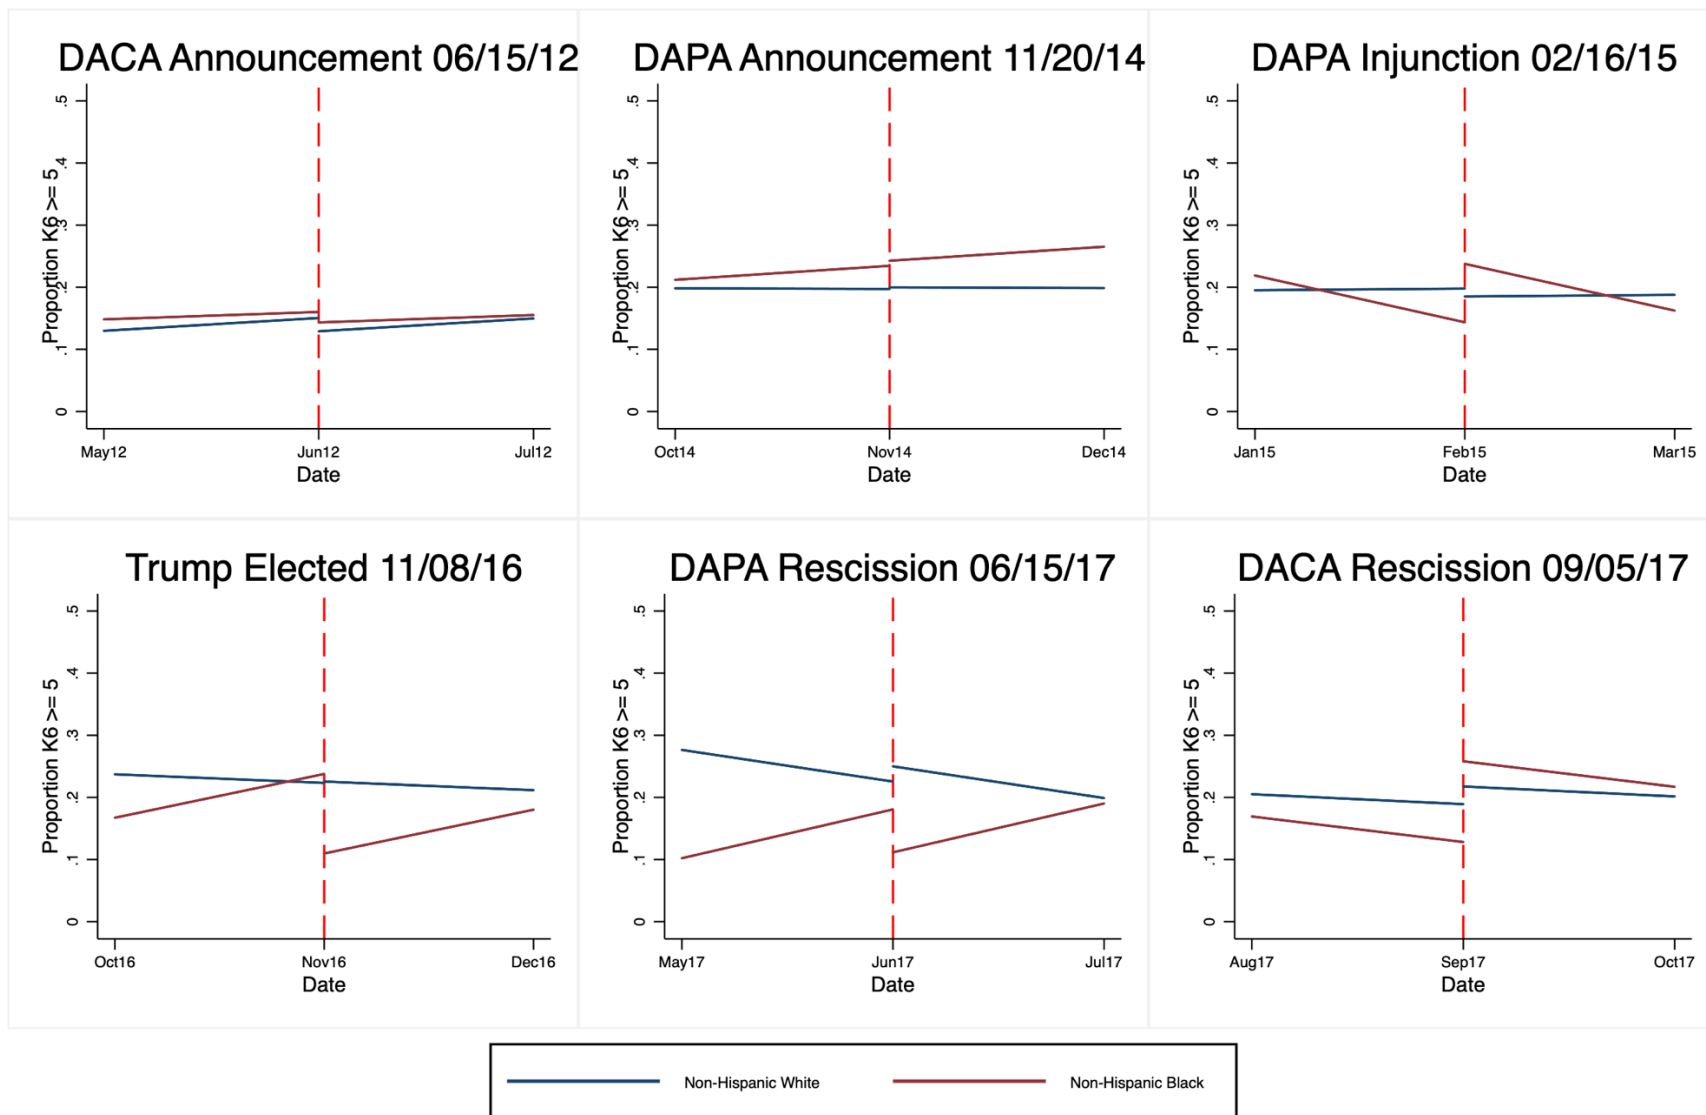 DACA Announcement 06/15/12
Proportion K6 >= 5
.5
.4
.3
.2
.1
0
May12 Jun12 Jul12
Date
DAPA Announcement 11/20/14
Proportion K6 >= 5
.5
.4
.3
.2
.1
0
Oct14 Nov14 Dec14
Date
DAPA Injunction 02/16/15
Proportion K6 >= 5
.5
.4
.3
.2
.1
0
Jan15 Feb15 Mar15
Date
Trump Elected 11/08/16
Proportion K6 >= 5
.5
.4
.3
.2
.1
0
Oct16 Nov16 Dec16
Date
DAPA Rescission 06/15/17
Proportion K6 >= 5
.5
.4
.3
.2
.1
0
May17 Jun17 Jul17
Date
DACA Rescission 09/05/17
Proportion K6 >= 5
.5
.4
.3
.2
.1
0
Aug17 Sep17 Oct17
Date
Non-Hispanic White Non-Hispanic Black